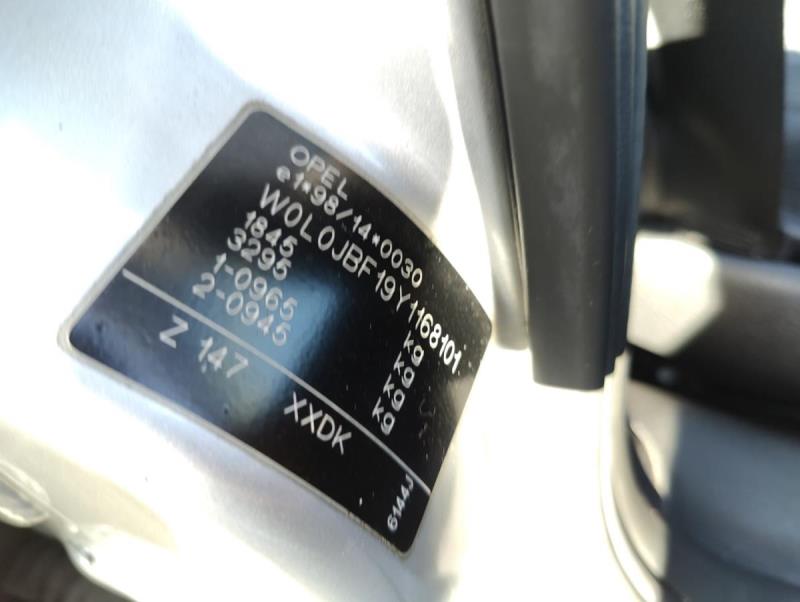 OPEL
e1*98/14*0030
W0L0JBF19Y1168101
1845 kg
3295 kg
1-0965 kg
2-0945 kg
Z 147 XXDK
6144J